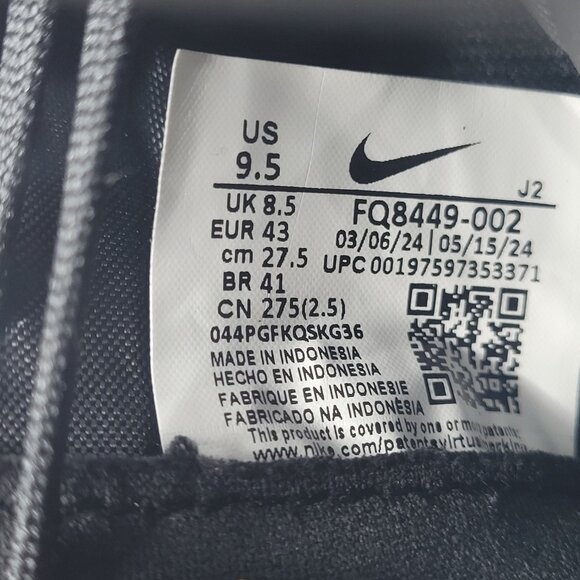 US
9.5
J2
UK 8.5
FQ8449-002
EUR 43
03/06/24 | 05/15/24
cm 27.5
UPC 00197597353371
BR 41
CN 275(2.5)
044PGFKQSKG36
MADE IN INDONESIA
HECHO EN INDONESIA
FABRIQUE EN INDONESIE
FABRICADO NA INDONÉSIA
This product is covered by one or
www.nike.com/patents/virtualmarking